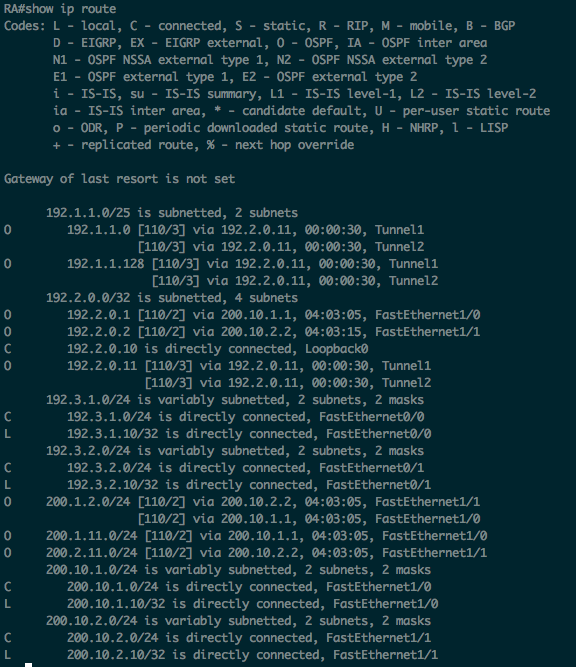 RA#show ip route
Codes: L - local, C - connected, S - static, R - RIP, M - mobile, B - BGP
D - EIGRP, EX - EIGRP external, O - OSPF, IA - OSPF inter area
N1 - OSPF NSSA external type 1, N2 - OSPF NSSA external type 2
E1 - OSPF external type 1, E2 - OSPF external type 2
i - IS-IS, su - IS-IS summary, L1 - IS-IS level-1, L2 - IS-IS level-2
ia - IS-IS inter area, * - candidate default, U - per-user static route
o - ODR, P - periodic downloaded static route, H - NHRP, l - LISP
+ - replicated route, % - next hop override
Gateway of last resort is not set
192.1.1.0/25 is subnetted, 2 subnets
O 192.1.1.0 [110/3] via 192.2.0.11, 00:00:30, Tunnel1
[110/3] via 192.2.0.11, 00:00:30, Tunnel2
O 192.1.1.128 [110/3] via 192.2.0.11, 00:00:30, Tunnel1
[110/3] via 192.2.0.11, 00:00:30, Tunnel2
192.2.0.0/32 is subnetted, 4 subnets
O 192.2.0.1 [110/2] via 200.10.1.1, 04:03:05, FastEthernet1/0
O 192.2.0.2 [110/2] via 200.10.2.2, 04:03:15, FastEthernet1/1
C 192.2.0.10 is directly connected, Loopback0
O 192.2.0.11 [110/3] via 192.2.0.11, 00:00:30, Tunnel1
[110/3] via 192.2.0.11, 00:00:30, Tunnel2
192.3.1.0/24 is variably subnetted, 2 subnets, 2 masks
C 192.3.1.0/24 is directly connected, FastEthernet0/0
L 192.3.1.10/32 is directly connected, FastEthernet0/0
192.3.2.0/24 is variably subnetted, 2 subnets, 2 masks
C 192.3.2.0/24 is directly connected, FastEthernet0/1
L 192.3.2.10/32 is directly connected, FastEthernet0/1
O 200.1.2.0/24 [110/2] via 200.10.2.2, 04:03:05, FastEthernet1/1
[110/2] via 200.10.1.1, 04:03:05, FastEthernet1/0
O 200.1.11.0/24 [110/2] via 200.10.1.1, 04:03:05, FastEthernet1/0
O 200.2.11.0/24 [110/2] via 200.10.2.2, 04:03:05, FastEthernet1/1
200.10.1.0/24 is variably subnetted, 2 subnets, 2 masks
C 200.10.1.0/24 is directly connected, FastEthernet1/0
L 200.10.1.10/32 is directly connected, FastEthernet1/0
200.10.2.0/24 is variably subnetted, 2 subnets, 2 masks
C 200.10.2.0/24 is directly connected, FastEthernet1/1
L 200.10.2.10/32 is directly connected, FastEthernet1/1